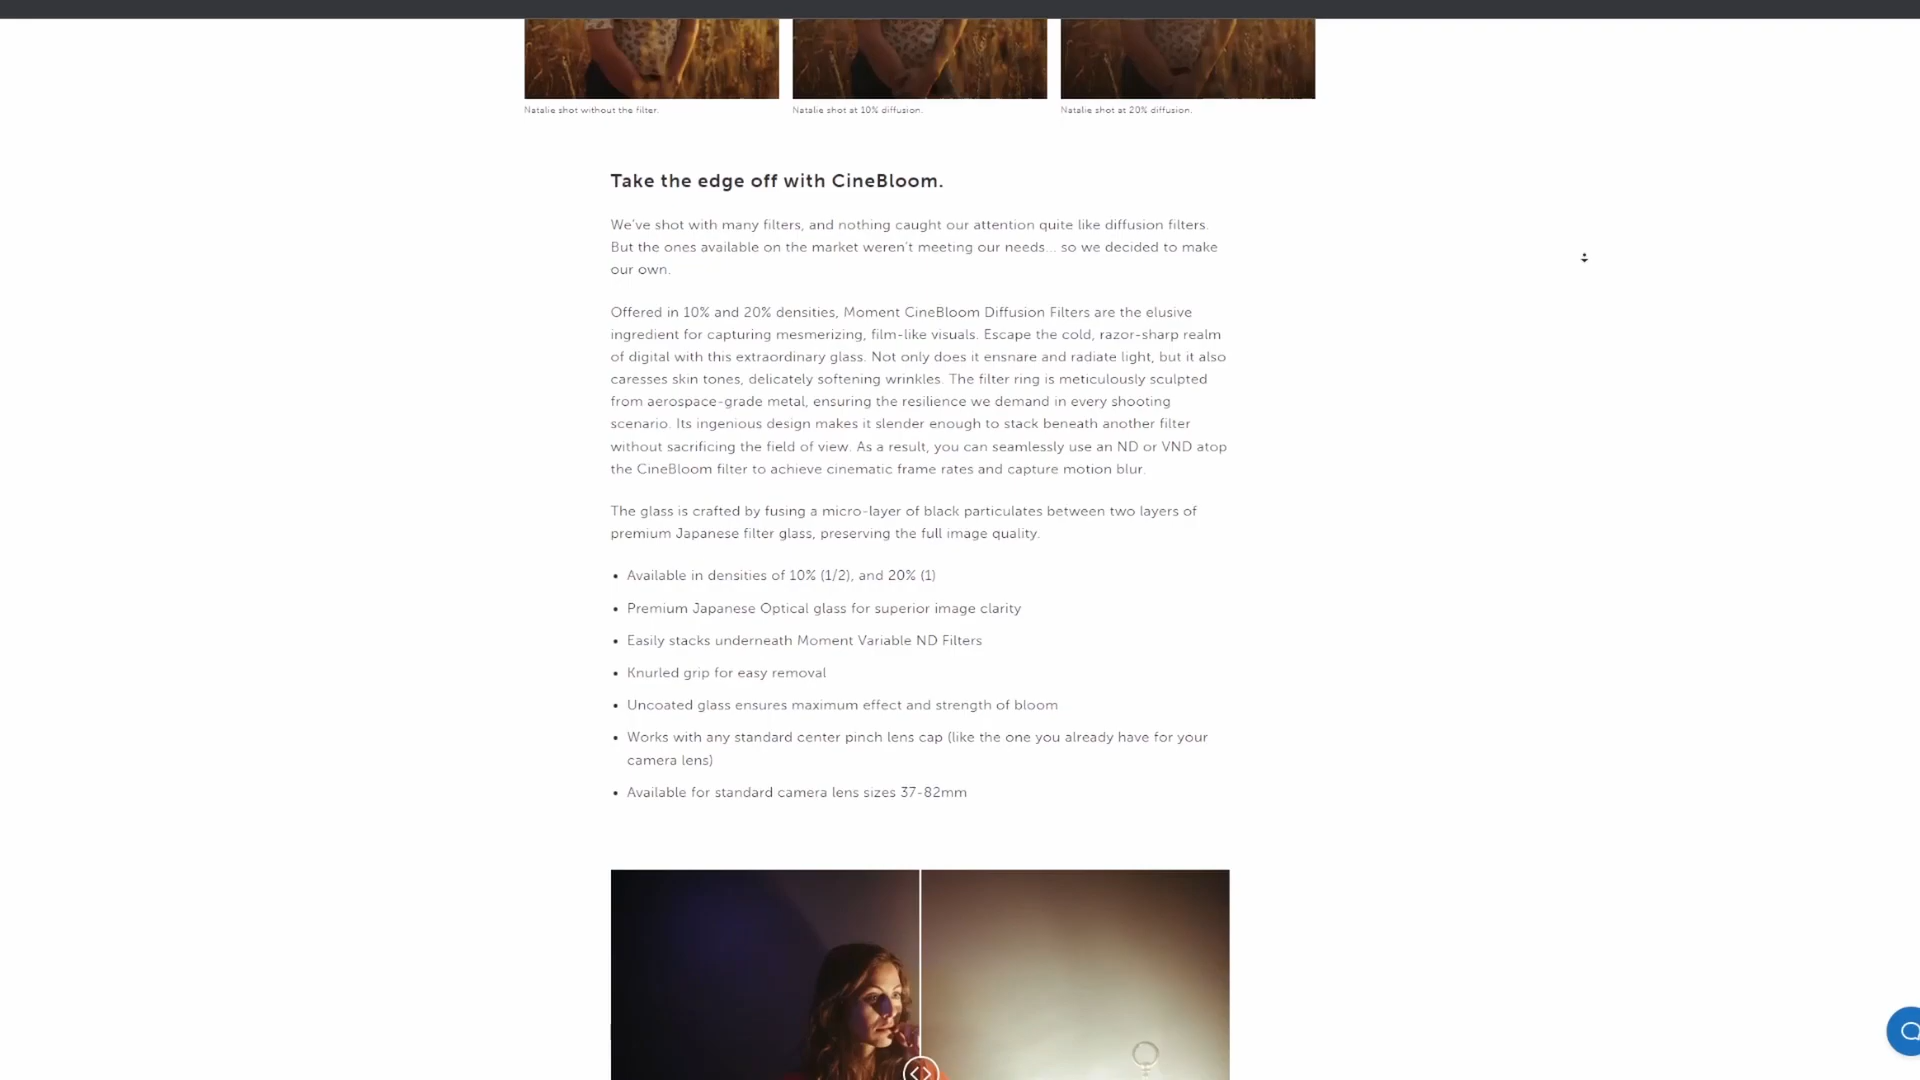 Natalie shot without the filter.
Natalie shot at 10% diffusion.
Natalie shot at 20% diffusion.
Take the edge off with CineBloom.
We've shot with many filters, and nothing caught our attention quite like diffusion filters.
But the ones available on the market weren't meeting our needs... so we decided to make
our own.
Offered in 10% and 20% densities, Moment CineBloom Diffusion Filters are the elusive
ingredient for capturing mesmerizing, film-like visuals. Escape the cold, razor-sharp realm
of digital with this extraordinary glass. Not only does it ensnare and radiate light, but it also
caresses skin tones, delicately softening wrinkles. The filter ring is meticulously sculpted
from aerospace-grade metal, ensuring the resilience we demand in every shooting
scenario. Its ingenious design makes it slender enough to stack beneath another filter
without sacrificing the field of view. As a result, you can seamlessly use an ND or VND atop
the CineBloom filter to achieve cinematic frame rates and capture motion blur.
The glass is crafted by fusing a micro-layer of black particulates between two layers of
premium Japanese filter glass, preserving the full image quality.
• Available in densities of 10% (1/2), and 20% (1)
• Premium Japanese Optical glass for superior image clarity
• Easily stacks underneath Moment Variable ND Filters
• Knurled grip for easy removal
• Uncoated glass ensures maximum effect and strength of bloom
• Works with any standard center pinch lens cap (like the one you already have for your
camera lens)
• Available for standard camera lens sizes 37-82mm